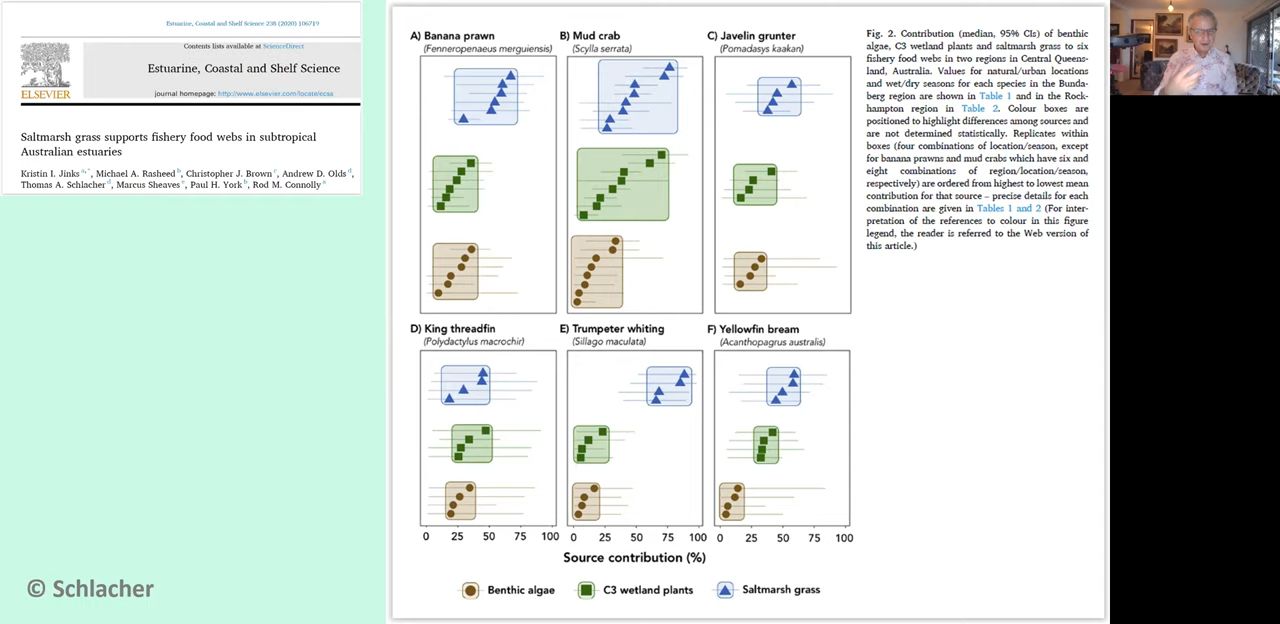 Estuarine, Coastal and Shelf Science 238 (2020) 106719
Contents lists available at ScienceDirect
Estuarine, Coastal and Shelf Science
journal homepage: http://www.elsevier.com/locate/ecss
ELSEVIER
Saltmarsh grass supports fishery food webs in subtropical
Australian estuaries
Kristin I. Jinks a,*, Michael A. Rasheed b, Christopher J. Brown c, Andrew D. Olds d,
Thomas A. Schlacher d, Marcus Sheaves e, Paul H. York b, Rod M. Connolly a
© Schlacher
A) Banana prawn
(Fenneropenaeus merguiensis)
B) Mud crab
(Scylla serrata)
C) Javelin grunter
(Pomadasys kaakan)
D) King threadfin
(Polydactylus macrochir)
E) Trumpeter whiting
(Sillago maculata)
F) Yellowfin bream
(Acanthopagrus australis)
0 25 50 75 100
0 25 50 75 100
0 25 50 75 100
Source contribution (%)
Benthic algae
C3 wetland plants
Saltmarsh grass
Fig. 2. Contribution (median, 95% CIs) of benthic
algae, C3 wetland plants and saltmarsh grass to six
fishery food webs in two regions in Central Queens-
land, Australia. Values for natural/urban locations
and wet/dry seasons for each species in the Bunda-
berg region are shown in Table 1 and in the Rock-
hampton region in Table 2. Colour boxes are
positioned to highlight differences among sources and
are not determined statistically. Replicates within
boxes (four combinations of location/season, except
for banana prawns and mud crabs which have six and
eight combinations of region/location/season,
respectively) are ordered from highest to lowest mean
contribution for that source – precise details for each
combination are given in Tables 1 and 2 (For inter-
pretation of the references to colour in this figure
legend, the reader is referred to the Web version of
this article.)